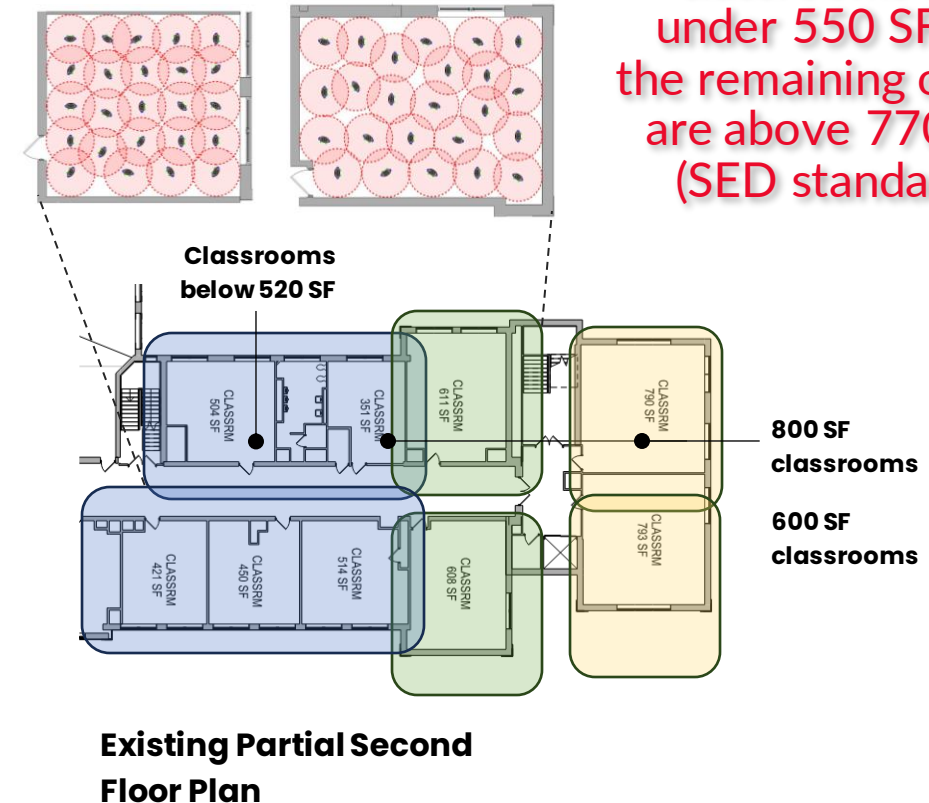 under 550 SF
the remaining
are above 770
(SED standa
Classrooms
below 520 SF
CLASSRM
504 SF
CLASSRM
351 SF
CLASSRM
611 SF
CLASSRM
790 SF
800 SF
classrooms
600 SF
classrooms
CLASSRM
421 SF
CLASSRM
450 SF
CLASSRM
514 SF
CLASSRM
608 SF
CLASSRM
793 SF
Existing Partial Second
Floor Plan